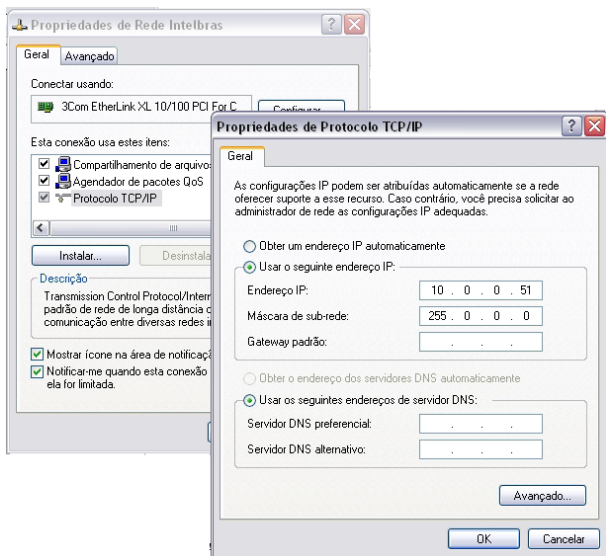 Propriedades de Rede Intelbras
Geral
Avançado
Conectar usando:
3Com EtherLink XL 10/100 PCI For C
Configurar...
Esta conexão usa estes itens:
Compartilhamento de arquivos
Agendador de pacotes QoS
Protocolo TCP/IP
Instalar...
Desinstala
Descrição
Transmission Control Protocol/Inter
padrão de rede de longa distância
comunicação entre diversas redes
Mostrar ícone na área de notificaç
Notificar-me quando esta conexão
ela for limitada.
Propriedades de Protocolo TCP/IP
Geral
As configurações IP podem ser atribuídas automaticamente se a rede
oferecer suporte a esse recurso. Caso contrário, você precisa solicitar ao
administrador de rede as configurações IP adequadas.
Obter um endereço IP automaticamente
Usar o seguinte endereço IP:
Endereço IP: 10 . 0 . 0 . 51
Máscara de sub-rede: 255 . 0 . 0 . 0
Gateway padrão: . . .
Obter o endereço dos servidores DNS automaticamente
Usar os seguintes endereços de servidor DNS:
Servidor DNS preferencial: . . .
Servidor DNS alternativo: . . .
Avançado...
OK
Cancelar